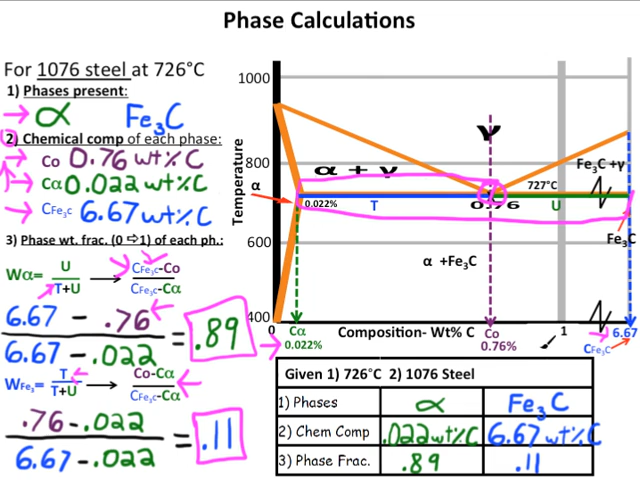 Phase Calculations
For 1076 steel at 726°C
1) Phases present:
→ α Fe₃C
2) Chemical comp of each phase:
→ Co 0.76 wt% C
→ Cα 0.022 wt% C
→ CFe₃C 6.67 wt% C
3) Phase wt. frac. (0 ⇨1) of each ph.:
Wα= U/T+U → CFe₃C-Co/CFe₃C-Cα
6.67 - .76
6.67 - .022
= .89
WFe₃= T/T+U → Co-Cα/CFe₃C-Cα
.76-.022
6.67-.022
= .11
Temperature
1000
800
600
400
γ
α + γ
Fe₃C +γ
727°C
α
0.022%
T
0.76
U
Fe₃C
α +Fe₃C
0
Cα
0.022%
Composition- Wt% C
Co
0.76%
1
6.67
CFe₃C
Given 1) 726°C 2) 1076 Steel
1) Phases α Fe₃C
2) Chem Comp .022wt%C 6.67 wt%C
3) Phase Frac. .89 .11